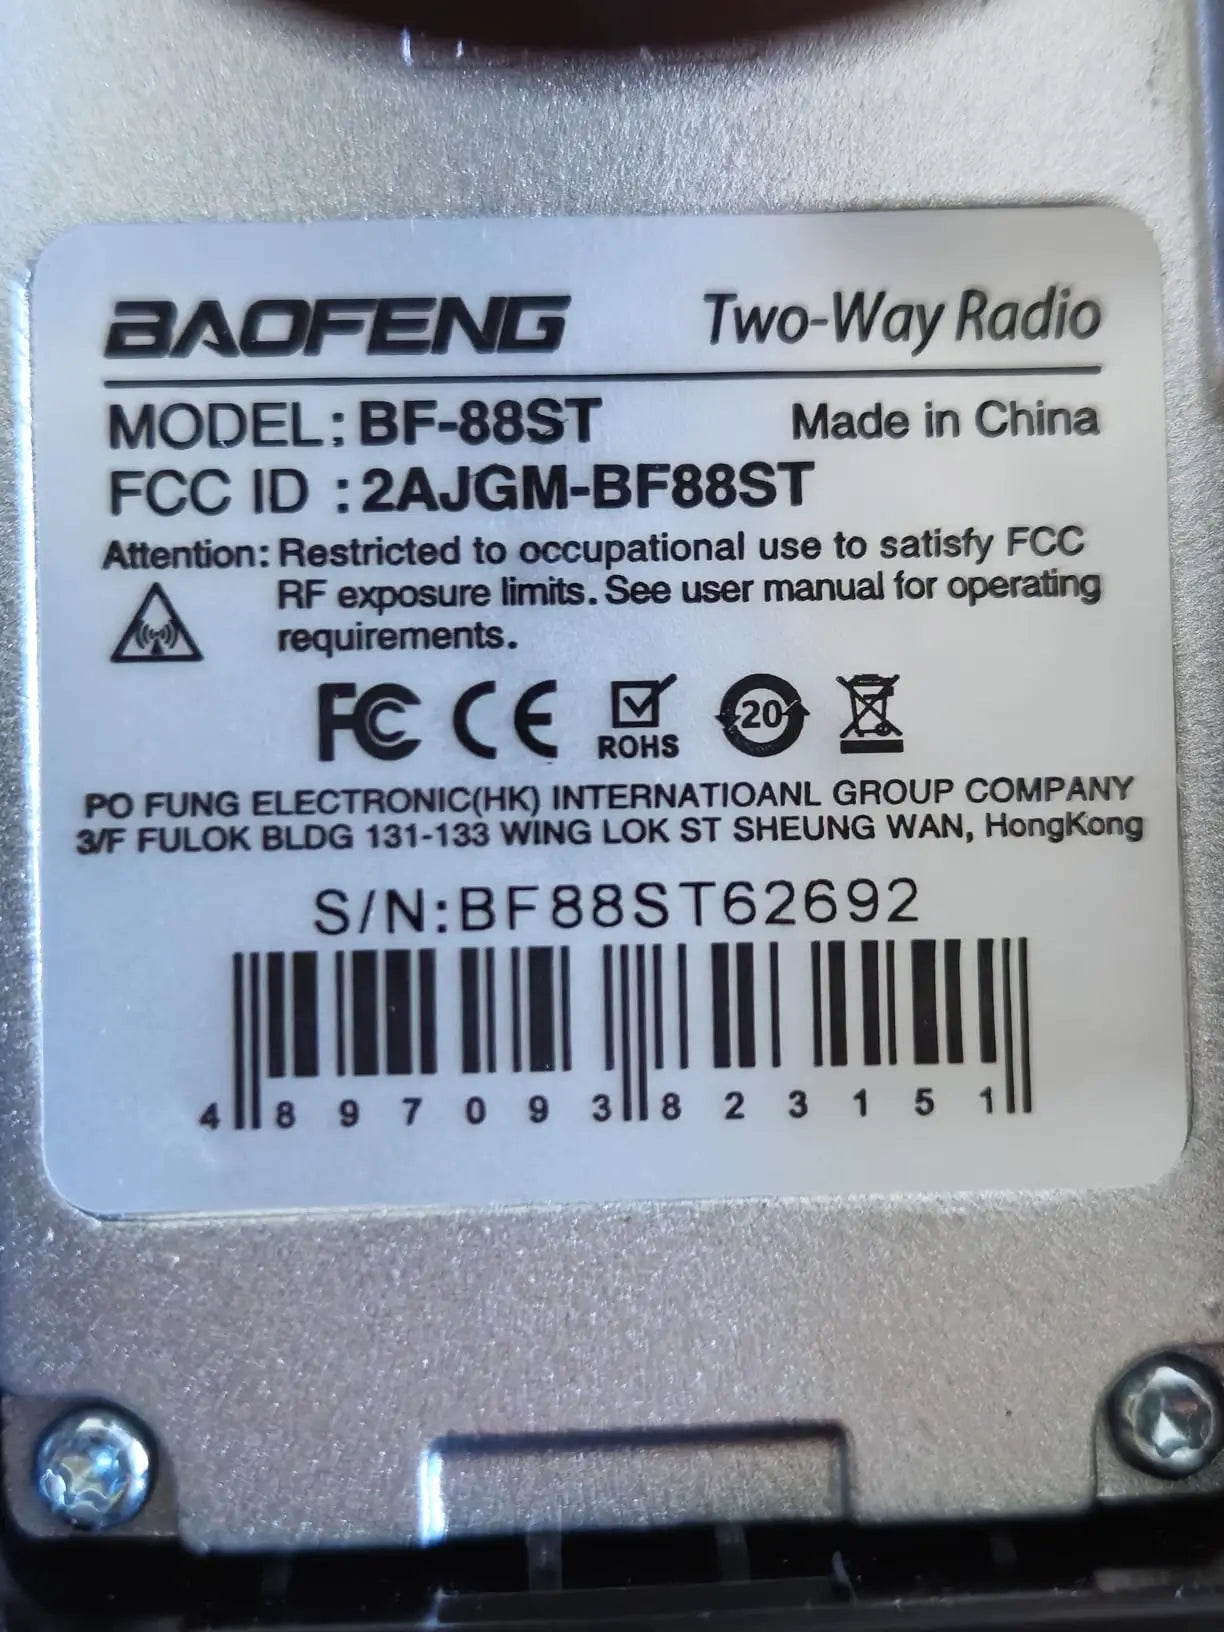 BAOFENG Two-Way Radio
MODEL: BF-88ST Made in China
FCC ID : 2AJGM-BF88ST
Attention: Restricted to occupational use to satisfy FCC
RF exposure limits. See user manual for operating
requirements.
FC CE ROHS 20
PO FUNG ELECTRONIC(HK) INTERNATIOANL GROUP COMPANY
3/F FULOK BLDG 131-133 WING LOK ST SHEUNG WAN, HongKong
S/N:BF88ST62692
4 897093 823151